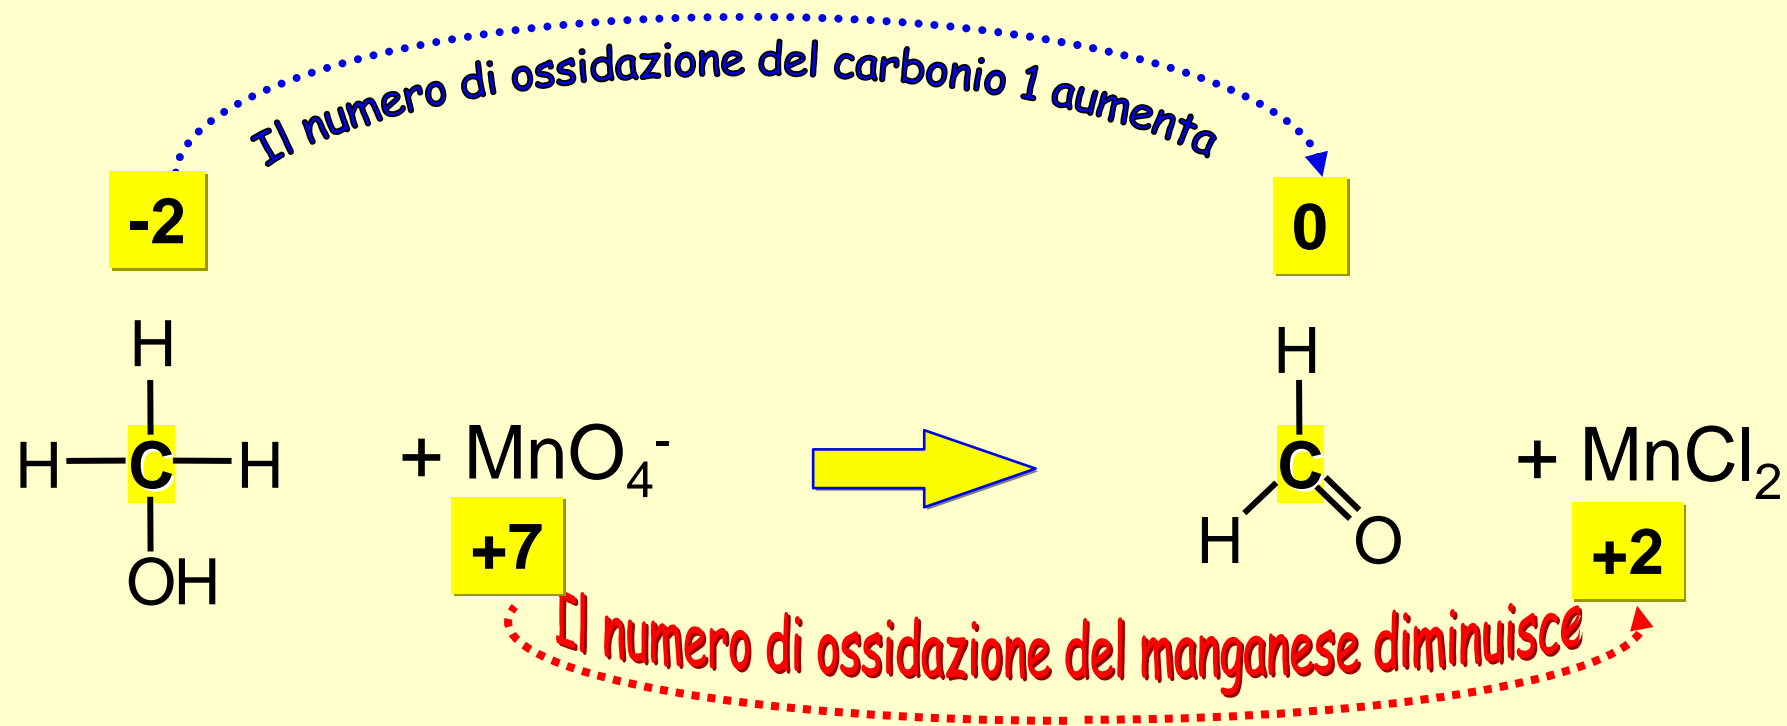 Il numero di ossidazione del carbonio 1 aumenta
-2
0
H
H
H C H + MnO₄⁻
C + MnCl₂
OH
H O
+7
+2
Il numero di ossidazione del manganese diminuisce